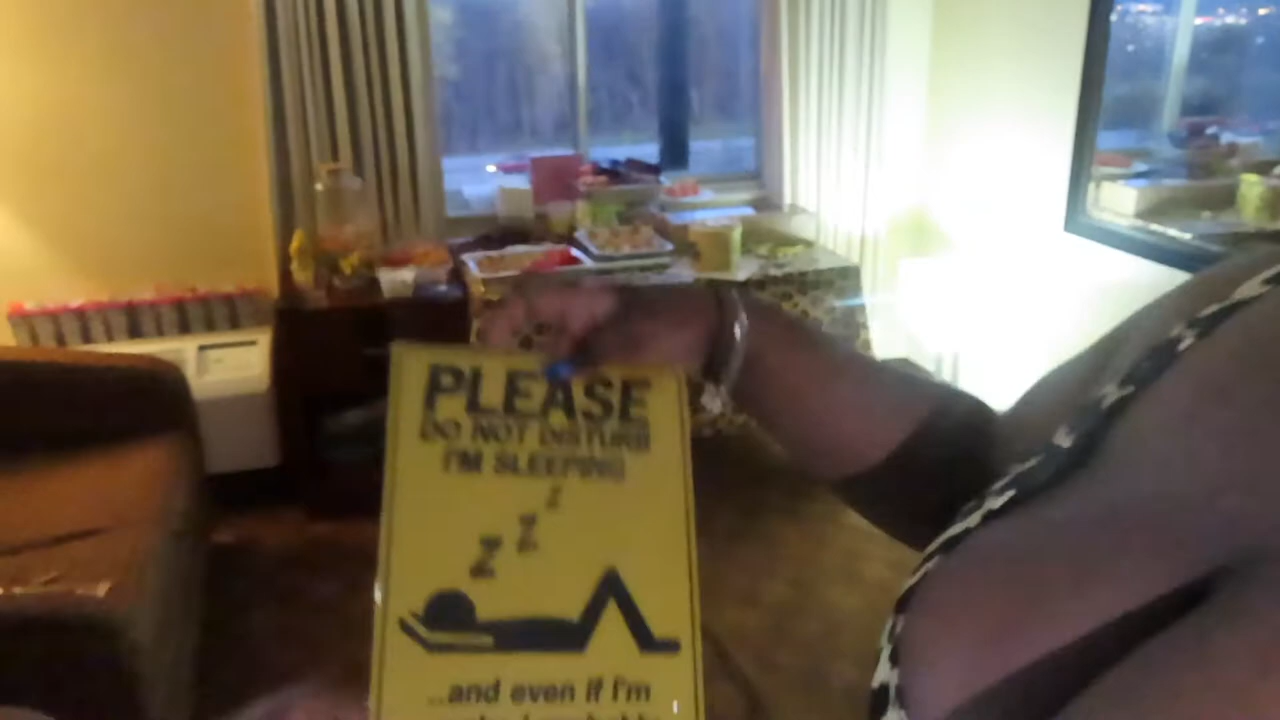 PLEASE
DO NOT DISTURB
I'M SLEEPING
z
z
z
...and even if I'm